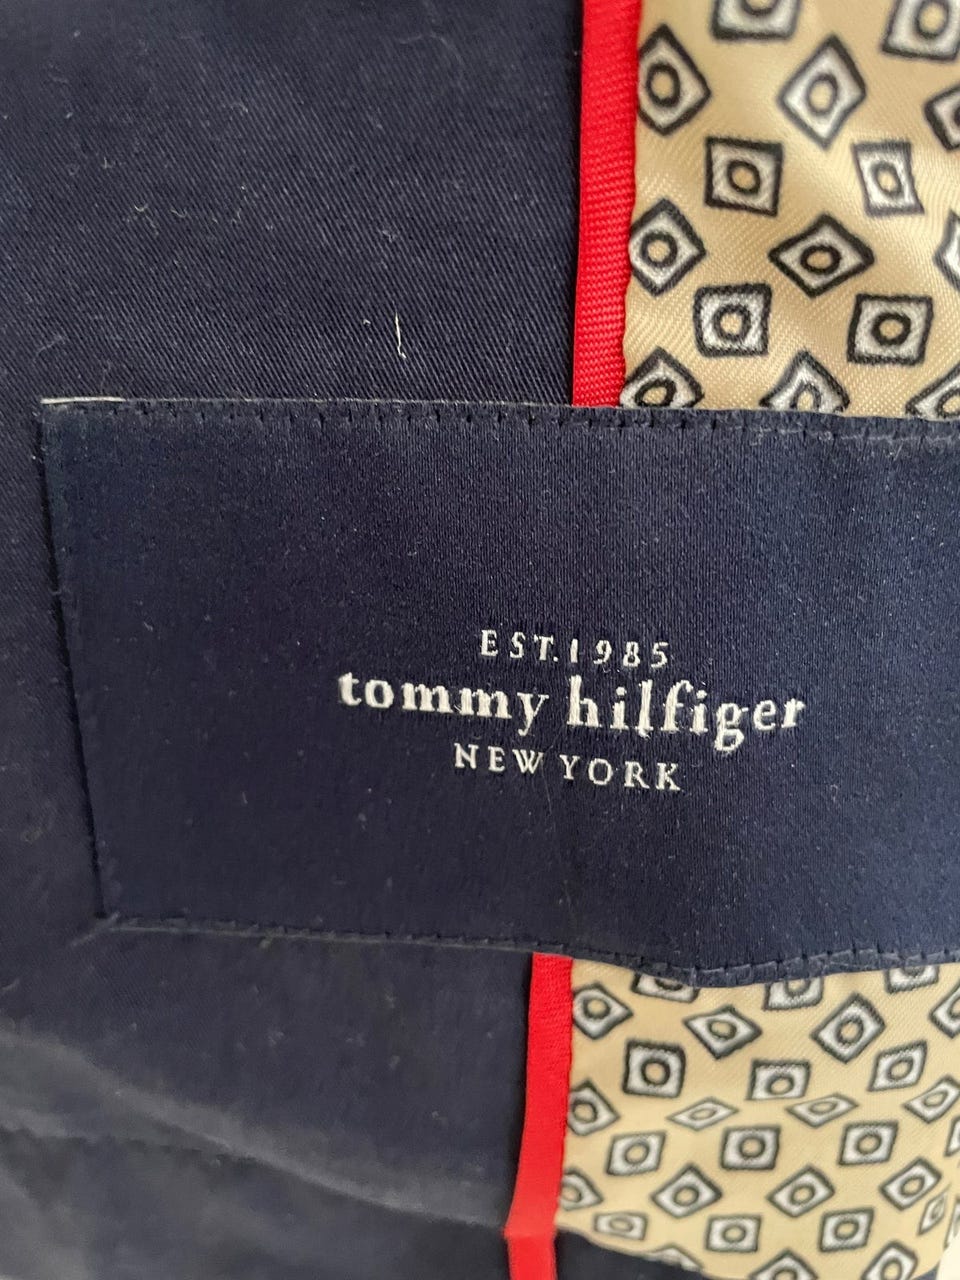 EST.1985
tommy hilfiger
NEW YORK